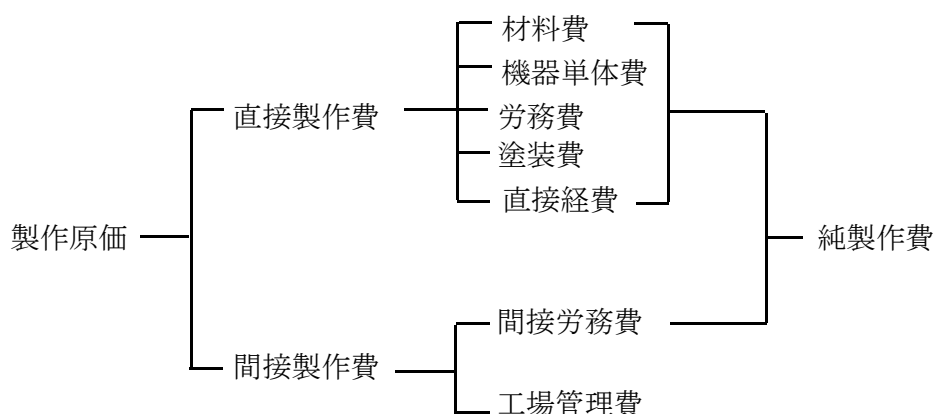 材料費
機器単体費
直接製作費
労務費
塗装費
直接経費
製作原価
純製作費
間接労務費
間接製作費
工場管理費